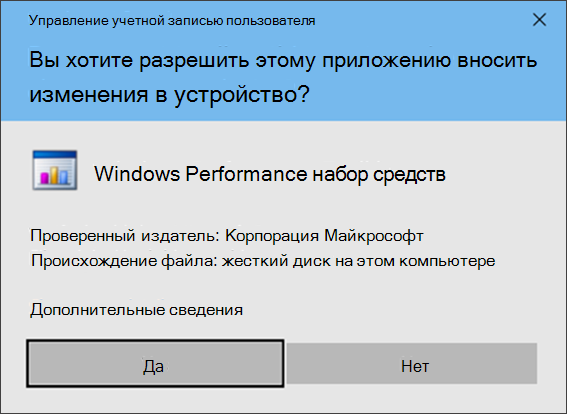 Управление учетной записью пользователя
Вы хотите разрешить этому приложению вносить
изменения в устройство?
Windows Performance набор средств
Проверенный издатель: Корпорация Майкрософт
Происхождение файла: жесткий диск на этом компьютере
Дополнительные сведения
Да
Нет